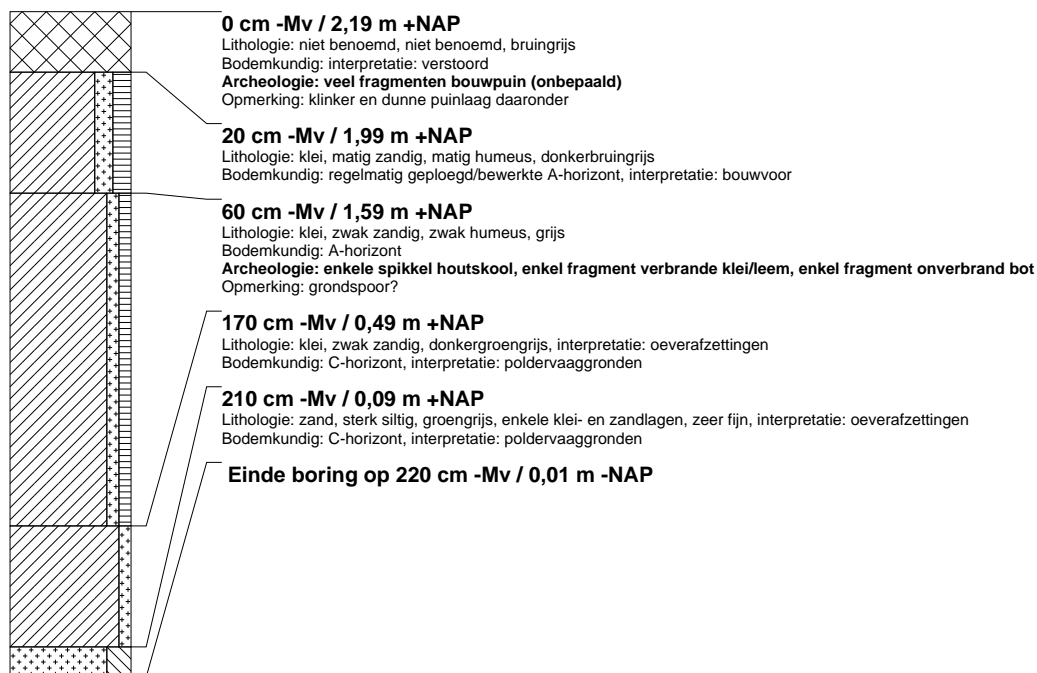 0 cm -Mv / 2,19 m +NAP
Lithologie: niet benoemd, niet benoemd, bruingrijs
Bodemkundig: interpretatie: verstoord
Archeologie: veel fragmenten bouwpuin (onbepaald)
Opmerking: klinker en dunne puinlaag daaronder
20 cm -Mv / 1,99 m +NAP
Lithologie: klei, matig zandig, matig humeus, donkerbruingrijs
Bodemkundig: regelmatig geploegd/bewerkte A-horizont, interpretatie: bouwvoor
60 cm -Mv / 1,59 m +NAP
Lithologie: klei, zwak zandig, zwak humeus, grijs
Bodemkundig: A-horizont
Archeologie: enkele spikkel houtskool, enkel fragment verbrande klei/leem, enkel fragment onverbrand bot
Opmerking: grondspoor?
170 cm -Mv / 0,49 m +NAP
Lithologie: klei, zwak zandig, donkergroengrijs, interpretatie: oeverafzettingen
Bodemkundig: C-horizont, interpretatie: poldervaaggronden
210 cm -Mv / 0,09 m +NAP
Lithologie: zand, sterk siltig, groengrijs, enkele klei- en zandlagen, zeer fijn, interpretatie: oeverafzettingen
Bodemkundig: C-horizont, interpretatie: poldervaaggronden
Einde boring op 220 cm -Mv / 0,01 m -NAP